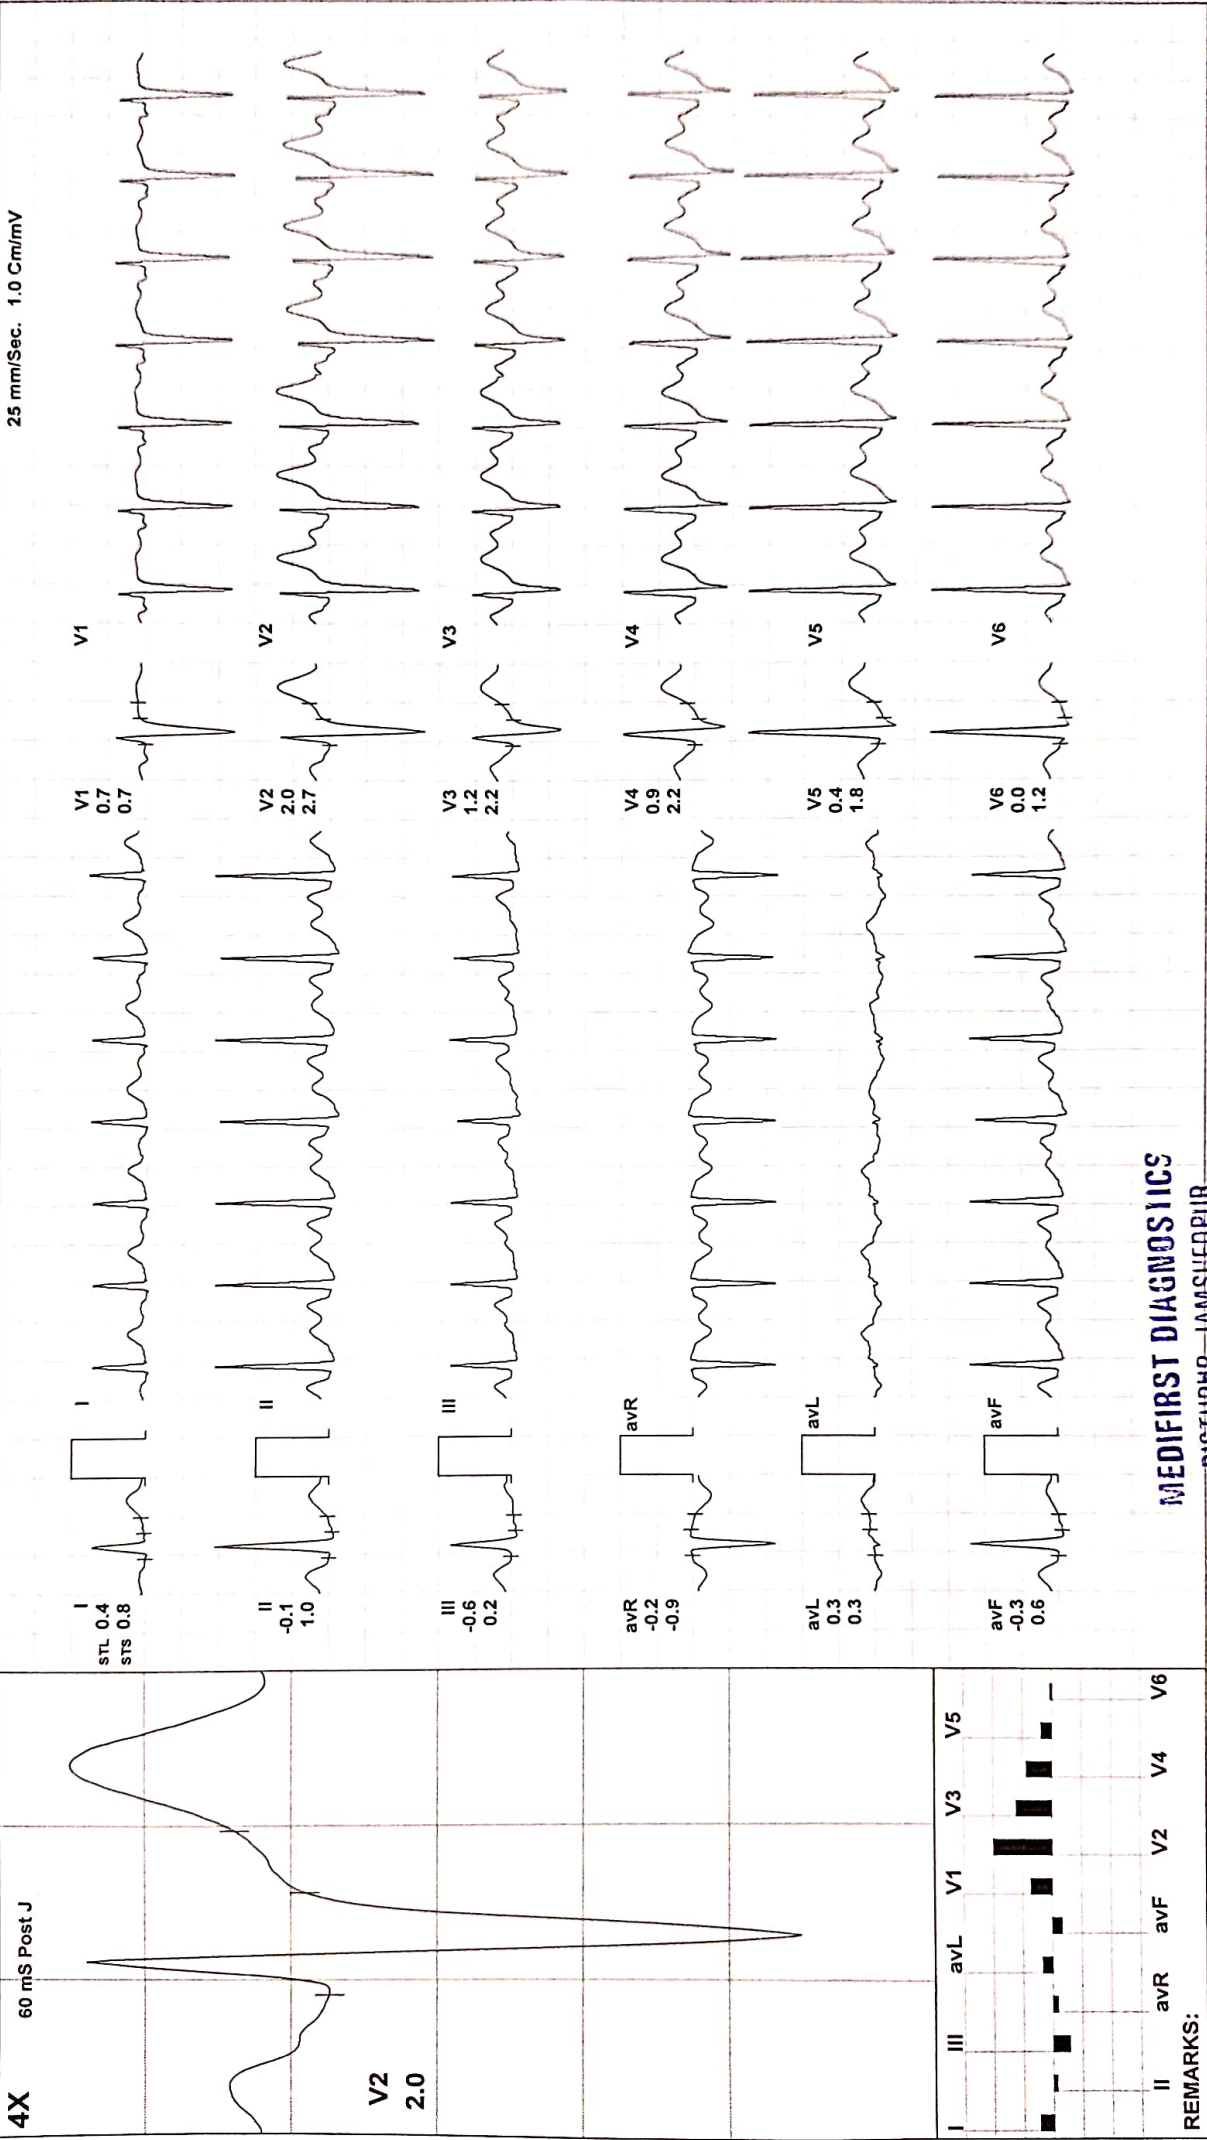 4X
60 mS Post J
25 mm/Sec. 1.0 Cm/mV
V2
2.0
I
STL 0.4
STS 0.8
I
V1
0.7
0.7
V1
II
-0.1
1.0
II
V2
2.0
2.7
V2
III
-0.6
0.2
III
V3
1.2
2.2
V3
avR
-0.2
-0.9
avR
V4
0.9
2.2
V4
avL
0.3
0.3
avL
V5
0.4
1.8
V5
avF
-0.3
0.6
avF
V6
0.0
1.2
V6
I III avL V1 V3 V5
II avR avF V2 V4 V6
REMARKS:
MEDIFIRST DIAGNOSTICS
JAMSHEDPUR